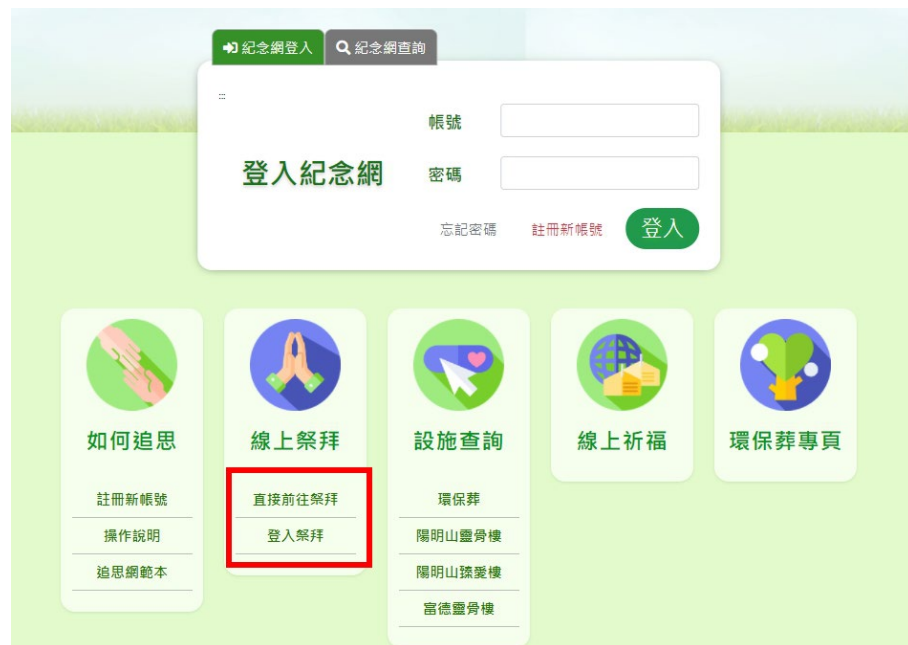 紀念網登入
紀念網查詢
:::
帳號
登入紀念網
密碼
忘記密碼
註冊新帳號
登入
如何追思
註冊新帳號
操作說明
追思網範本
線上祭拜
直接前往祭拜
登入祭拜
設施查詢
環保葬
陽明山靈骨樓
陽明山臻愛樓
富德靈骨樓
線上祈福
環保葬專頁